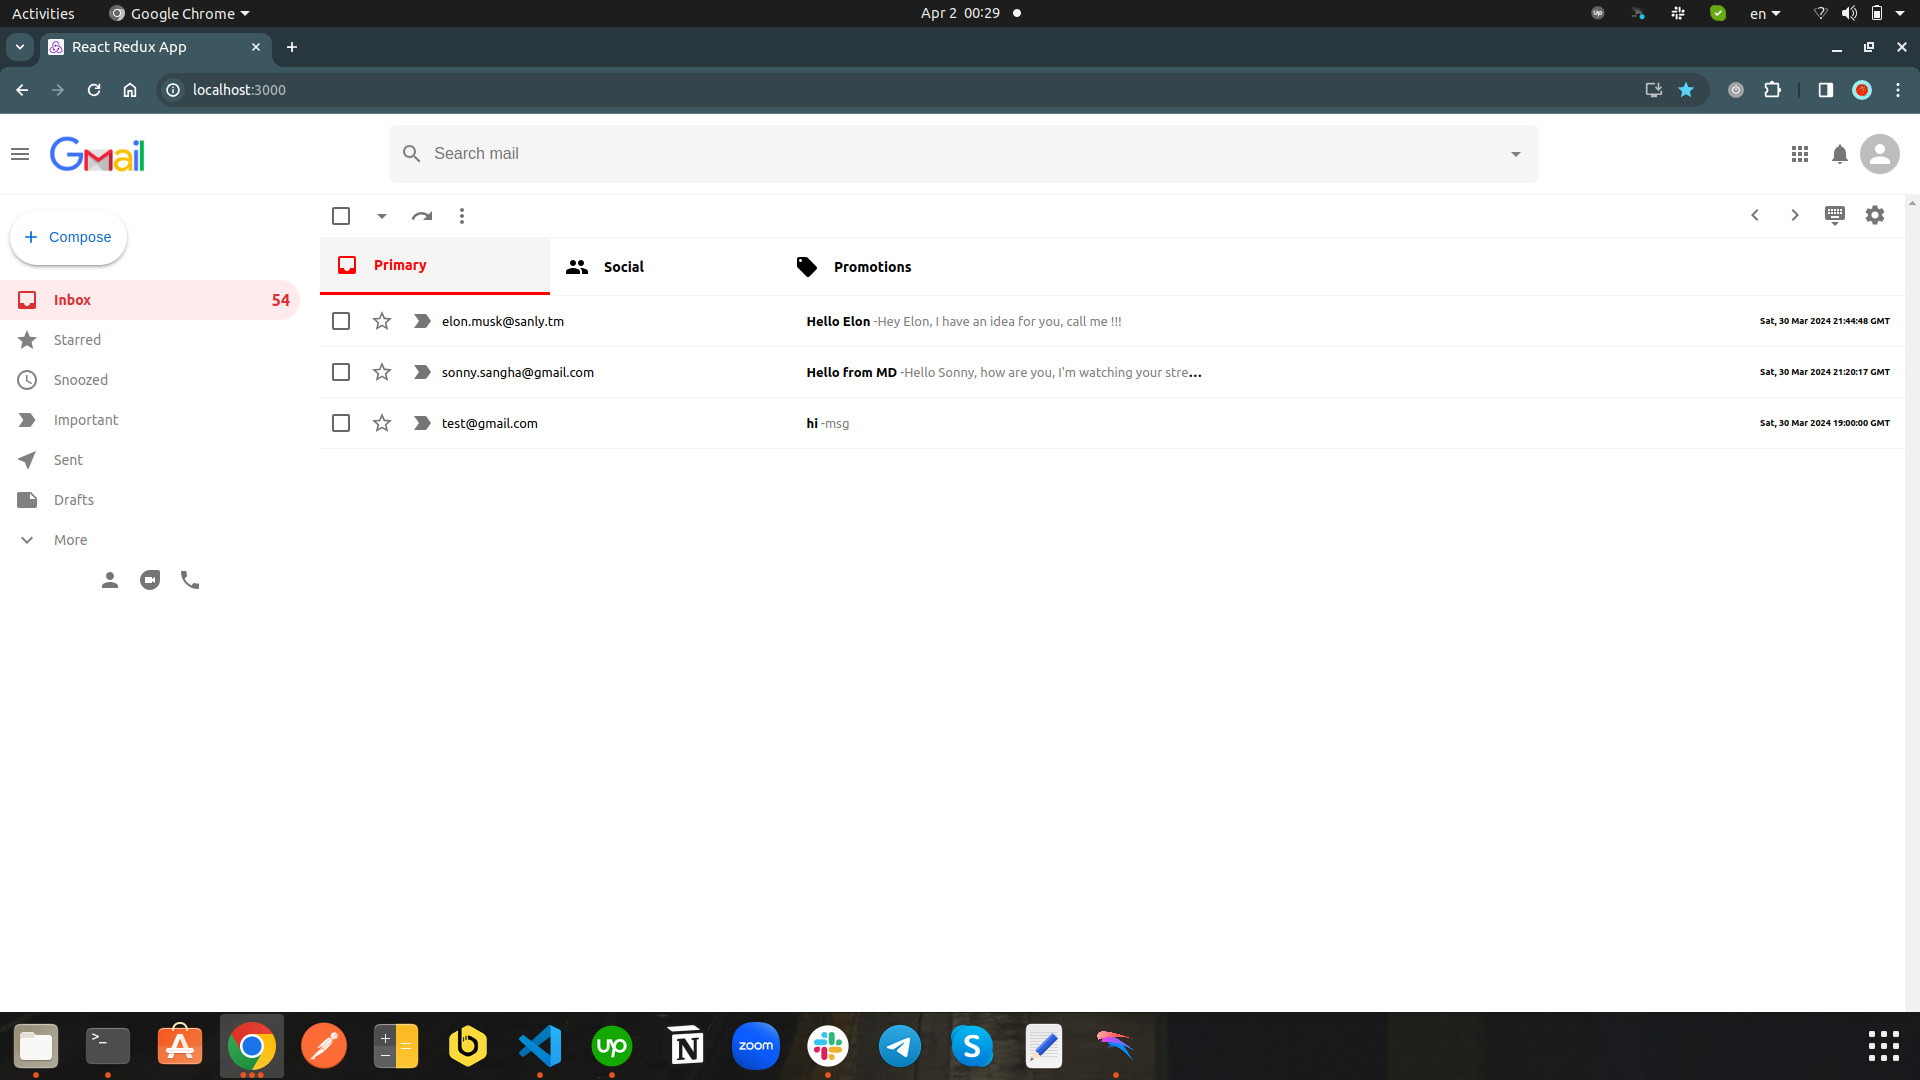 Activities Google Chrome Apr 2 00:29 en
React Redux App
localhost:3000
Gmail Search mail
Compose
Primary Social Promotions
Inbox 54
Starred
Snoozed
Important
Sent
Drafts
More
elon.musk@sanly.tm Hello Elon -Hey Elon, I have an idea for you, call me !!! Sat, 30 Mar 2024 21:44:48 GMT
sonny.sangha@gmail.com Hello from MD -Hello Sonny, how are you, I'm watching your stre... Sat, 30 Mar 2024 21:20:17 GMT
test@gmail.com hi -msg Sat, 30 Mar 2024 19:00:00 GMT
>_ A b up N zoom S